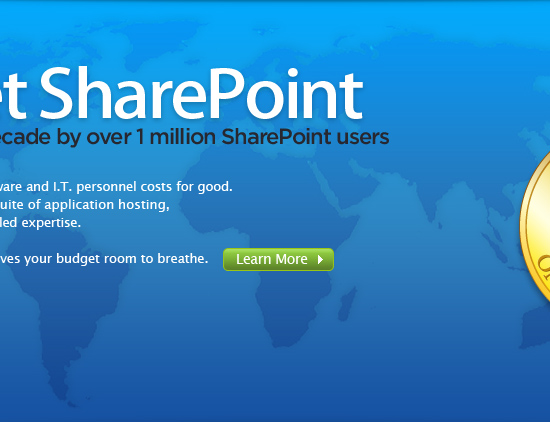 t SharePoint
ecade by over 1 million SharePoint users
ware and I.T. personnel costs for good.
uite of application hosting,
led expertise.
ves your budget room to breathe.
Learn More